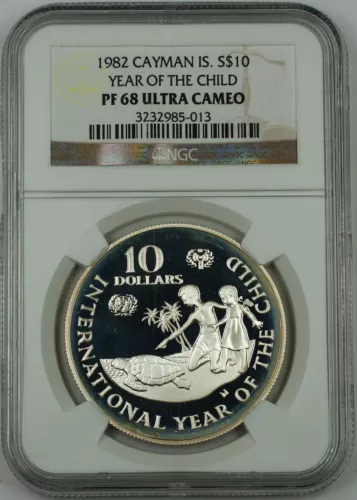 1982 CAYMAN IS. S$10
YEAR OF THE CHILD
PF 68 ULTRA CAMEO
3232985-013
NGC
10
DOLLARS
INTERNATIONAL YEAR OF THE CHILD